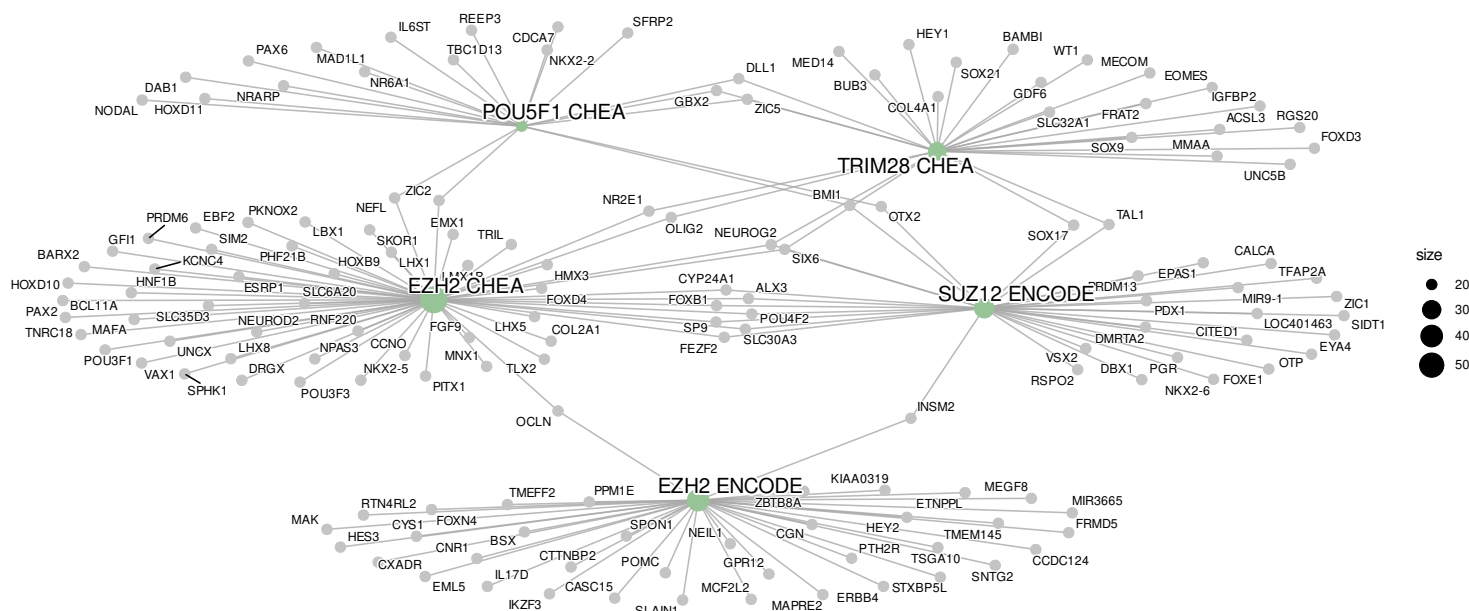 REEP3
IL6ST
SFRP2
CDCA7
HEY1
BAMBI
PAX6
MAD1L1
TBC1D13
NKX2-2
WT1
MED14
MECOM
DLL1
SOX21
EOMES
DAB1
NR6A1
BUB3
GDF6
NRARP
GBX2
IGFBP2
NODAL
HOXD11
POU5F1 CHEA
ZIC5
COL4A1
SLC32A1
FRAT2
ACSL3
RGS20
FOXD3
SOX9
MMAA
TRIM28 CHEA
UNC5B
ZIC2
BMI1
NR2E1
NEFL
OTX2
PRDM6
EBF2
PKNOX2
EMX1
OLIG2
TAL1
LBX1
SKOR1
TRIL
NEUROG2
SOX17
GFI1
SIM2
BARX2
PHF21B
HOXB9
LHX1
SIX6
CALCA
KCNC4
LMX1B
HMX3
CYP24A1
EPAS1
TFAP2A
HOXD10
HNF1B
ESRP1
SLC6A20
EZH2 CHEA
FOXD4
FOXB1
ALX3
SUZ12 ENCODE
PRDM13
MIR9-1
ZIC1
PAX2
BCL11A
SLC35D3
NEUROD2
RNF220
FGF9
LHX5
COL2A1
SP9
POU4F2
PDX1
LOC401463
SIDT1
TNRC18
MAFA
CCNO
SLC30A3
DMRTA2
CITED1
EYA4
POU3F1
UNCX
LHX8
NPAS3
MNX1
FEZF2
VSX2
VAX1
DRGX
NKX2-5
TLX2
DBX1
PGR
OTP
SPHK1
POU3F3
PITX1
RSPO2
NKX2-6
FOXE1
size
20
30
40
50
OCLN
INSM2
EZH2 ENCODE
KIAA0319
RTN4RL2
TMEFF2
PPM1E
ZBTB8A
MEGF8
ETNPPL
MIR3665
MAK
CYS1
FOXN4
SPON1
HEY2
FRMD5
HES3
BSX
NEIL1
CGN
TMEM145
CNR1
CTTNBP2
PTH2R
TSGA10
CCDC124
CXADR
POMC
GPR12
SNTG2
EML5
IL17D
CASC15
MCF2L2
STXBP5L
IKZF3
SLAIN1
MAPRE2
ERBB4